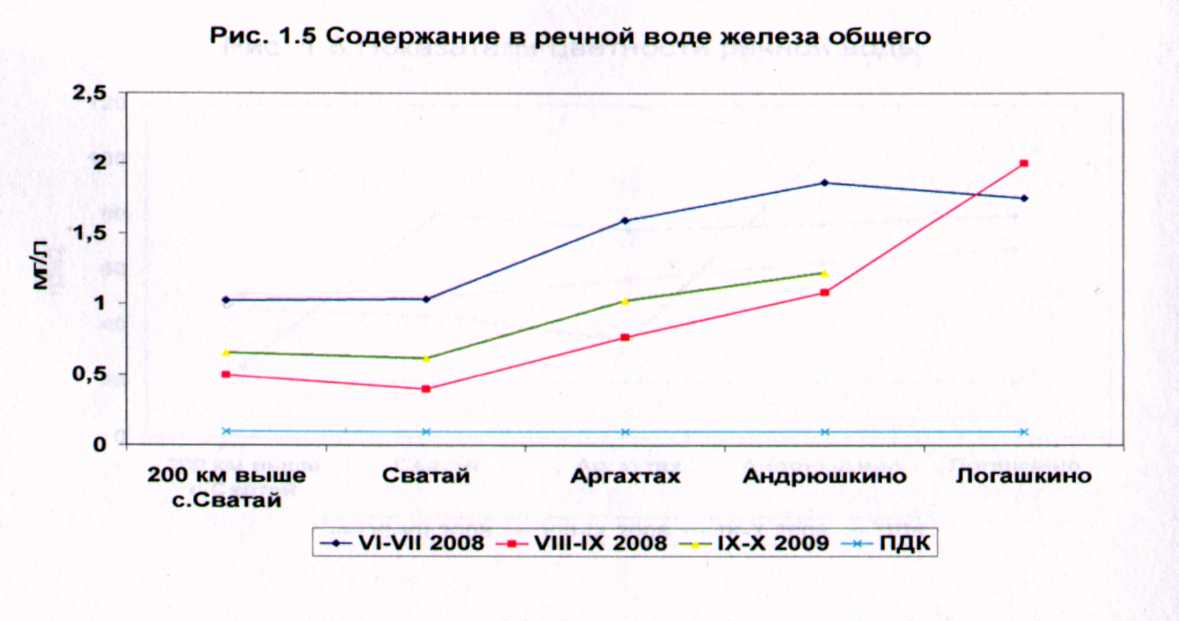 Рис. 1.5 Содержание в речной воде железа общего
2,5
2
1,5
1
0,5
0
мг/л
200 км выше
с.Сватай
Сватай
Аргахтах
Андрюшкино
Логашкино
VI-VII 2008
VIII-IX 2008
IX-X 2009
ПДК